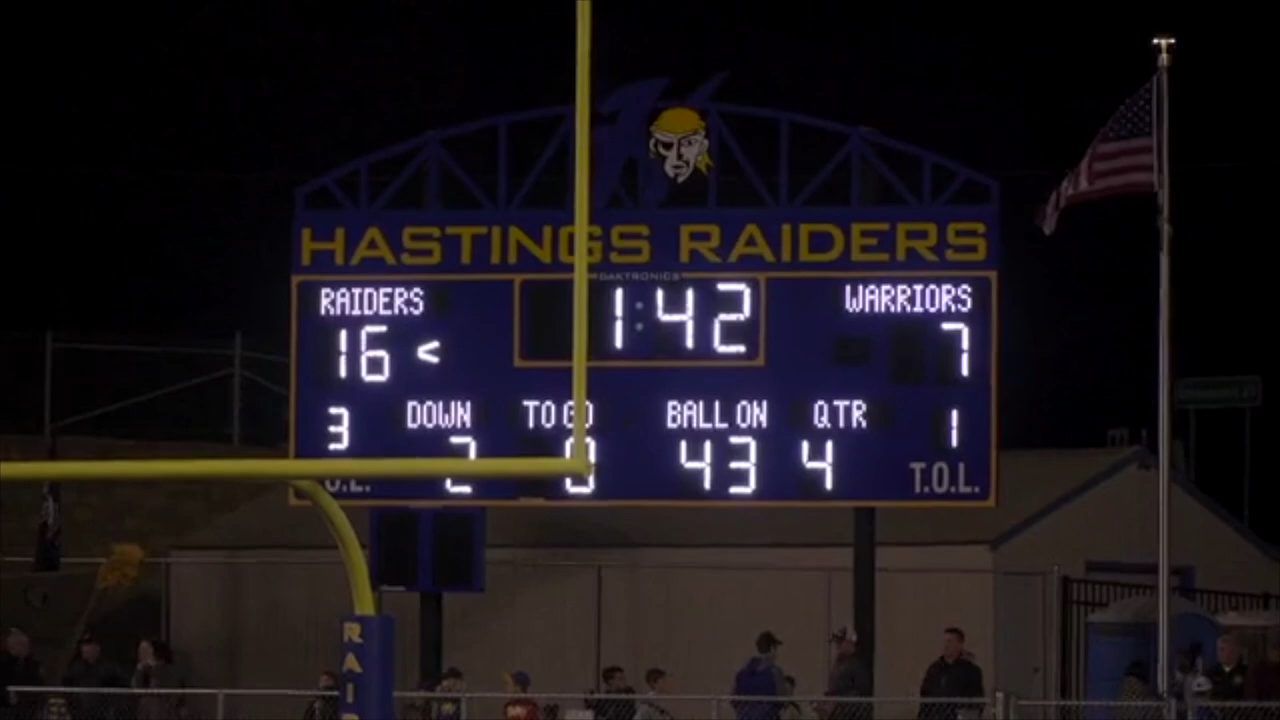 HASTINGS RAIDERS
DAKTRONICS
RAIDERS 1:42 WARRIORS
16 < 7
3 DOWN TO GO BALL ON QTR 1
2 43 4
T.O.L.
RAID